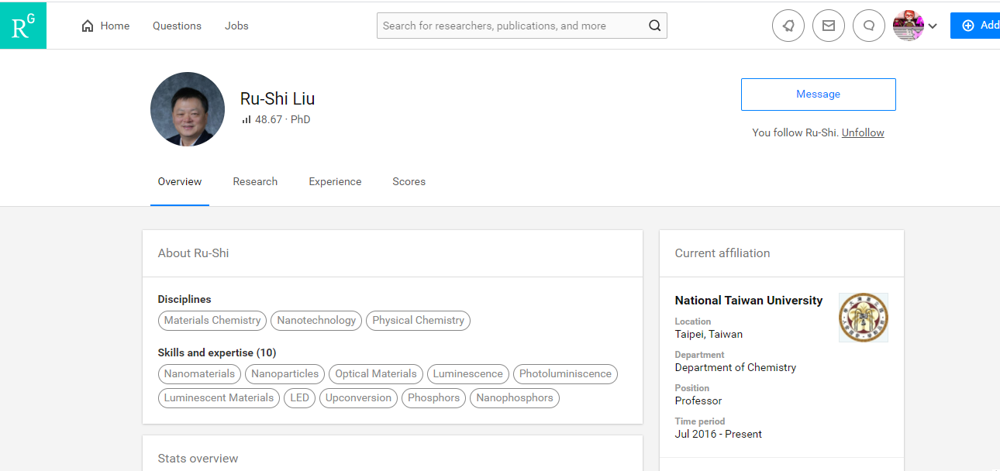 RG
Home Questions Jobs Search for researchers, publications, and more Add
Ru-Shi Liu
48.67 · PhD
Message
You follow Ru-Shi. Unfollow
Overview Research Experience Scores
About Ru-Shi
Disciplines
Materials Chemistry Nanotechnology Physical Chemistry
Skills and expertise (10)
Nanomaterials Nanoparticles Optical Materials Luminescence Photoluminiscence
Luminescent Materials LED Upconversion Phosphors Nanophosphors
Stats overview
Current affiliation
National Taiwan University
Location
Taipei, Taiwan
Department
Department of Chemistry
Position
Professor
Time period
Jul 2016 - Present